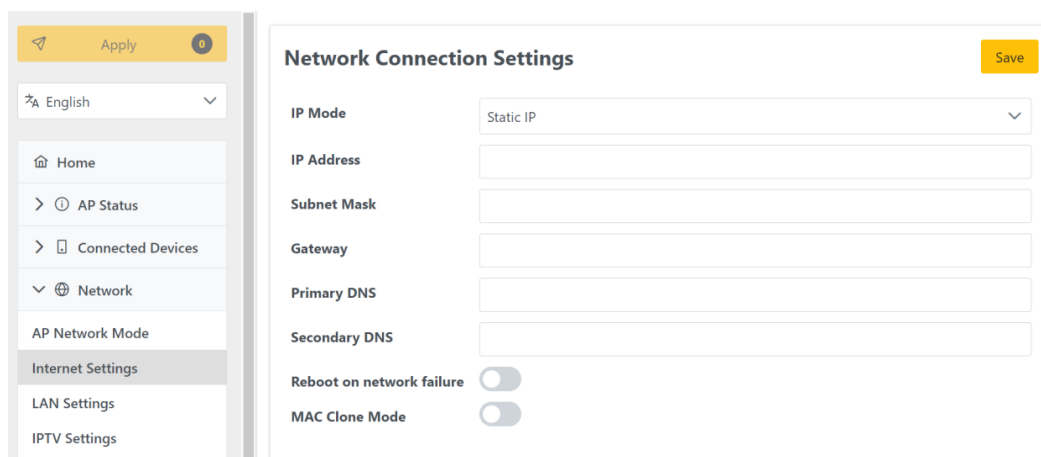 Apply 0
English
Home
AP Status
Connected Devices
Network
AP Network Mode
Internet Settings
LAN Settings
IPTV Settings
Network Connection Settings
Save
IP Mode Static IP
IP Address
Subnet Mask
Gateway
Primary DNS
Secondary DNS
Reboot on network failure
MAC Clone Mode